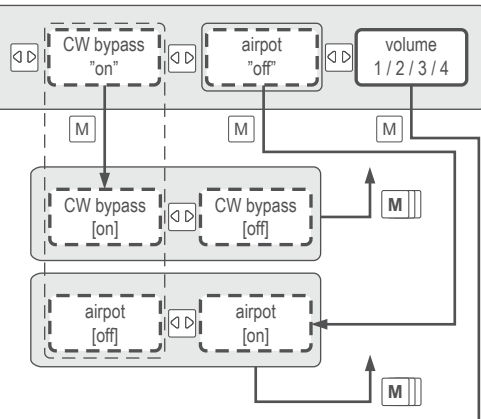 CW bypass
"on"
airpot
"off"
volume
1 / 2 / 3 / 4
M
M
M
CW bypass
[on]
CW bypass
[off]
M
airpot
[off]
airpot
[on]
M